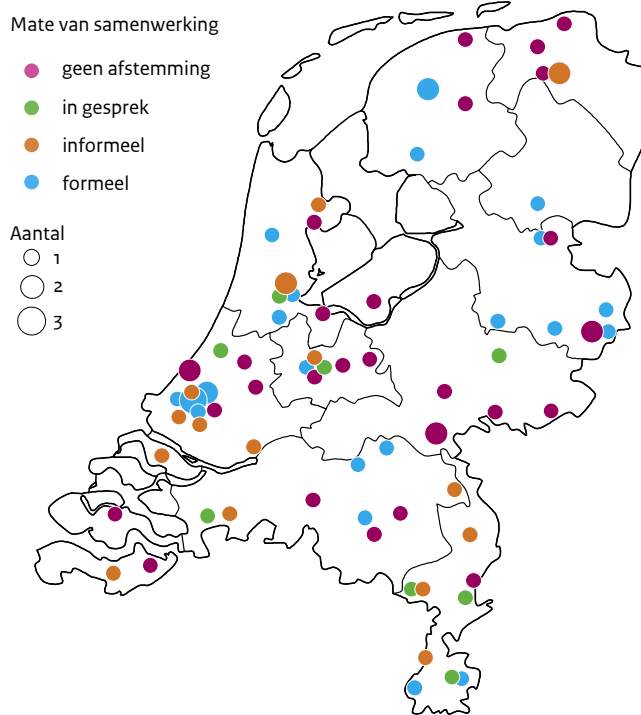 Mate van samenwerking
geen afstemming
in gesprek
informeel
formeel
Aantal
1
2
3